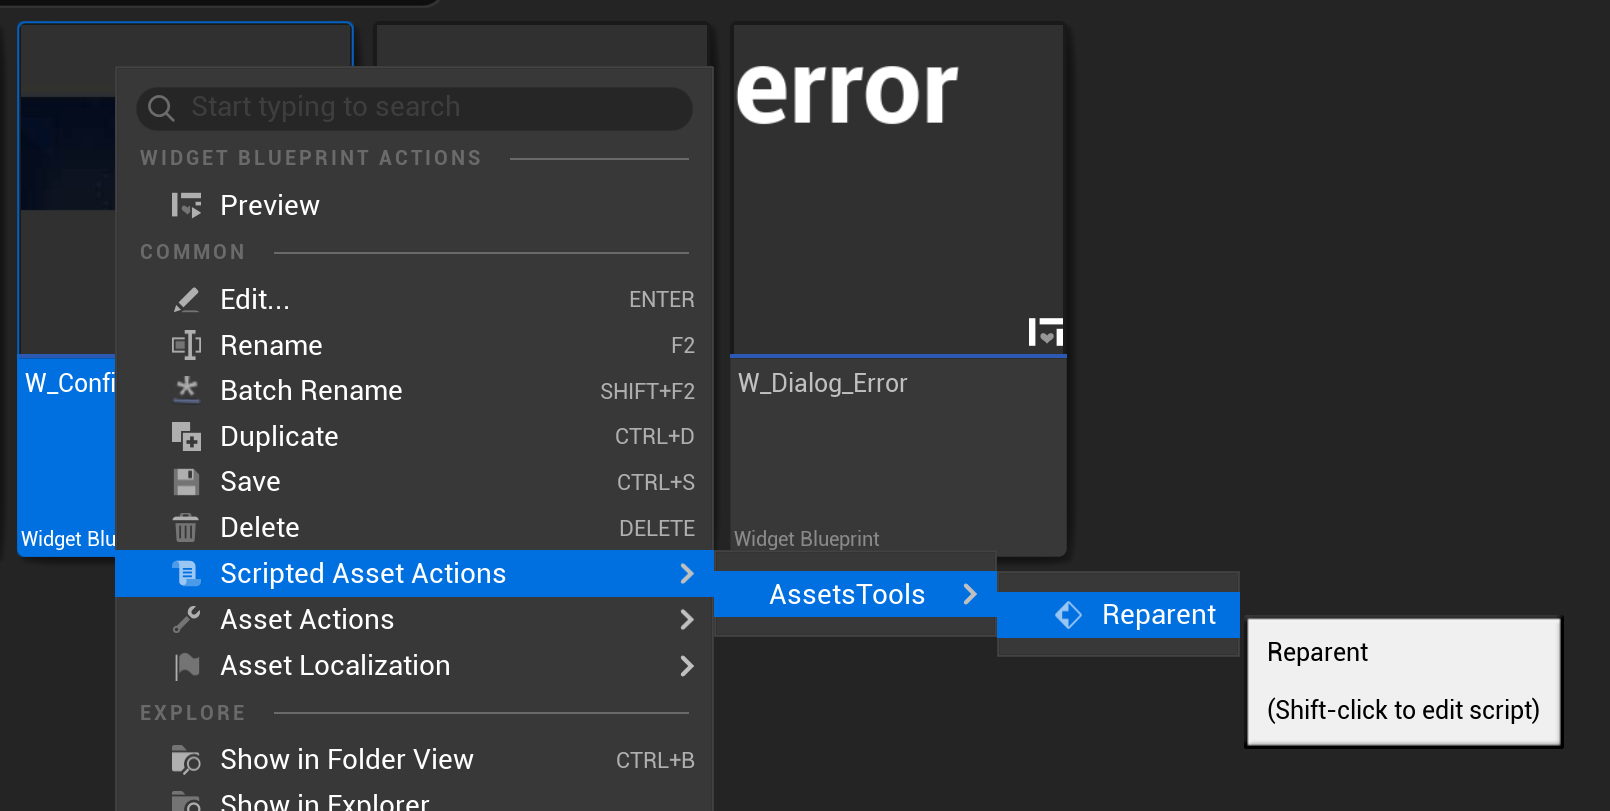 error
Start typing to search
WIDGET BLUEPRINT ACTIONS
Preview
COMMON
Edit... ENTER
Rename F2
Batch Rename SHIFT+F2
Duplicate CTRL+D
Save CTRL+S
Delete DELETE
Scripted Asset Actions
Asset Actions
Asset Localization
EXPLORE
Show in Folder View CTRL+B
Show in Explorer
W_Confi
Widget Blu
W_Dialog_Error
Widget Blueprint
AssetsTools
Reparent
Reparent
(Shift-click to edit script)